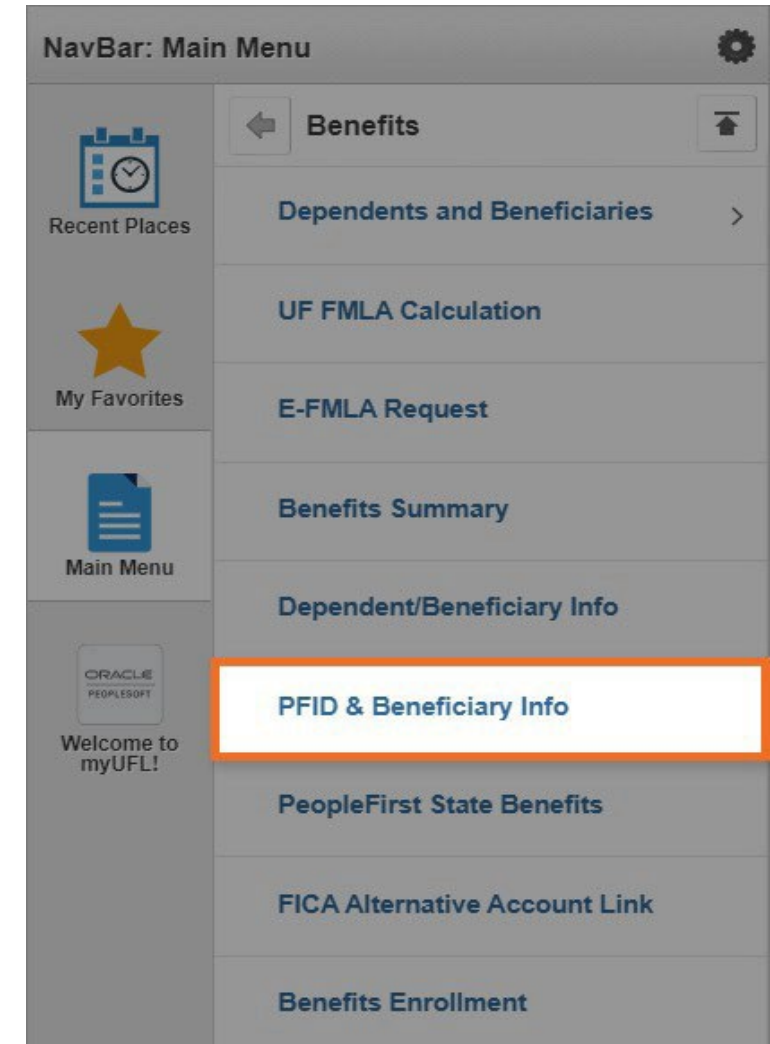 NavBar: Main Menu
Benefits
Recent Places
My Favorites
Main Menu
ORACLE
PEOPLESOFT
Welcome to
myUFL!
Dependents and Beneficiaries
UF FMLA Calculation
E-FMLA Request
Benefits Summary
Dependent/Beneficiary Info
PFID & Beneficiary Info
PeopleFirst State Benefits
FICA Alternative Account Link
Benefits Enrollment